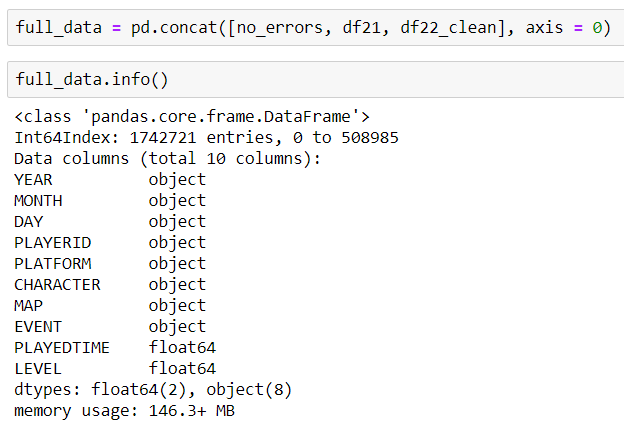 full_data = pd.concat([no_errors, df21, df22_clean], axis = 0)
full_data.info()
<class 'pandas.core.frame.DataFrame'>
Int64Index: 1742721 entries, 0 to 508985
Data columns (total 10 columns):
YEAR          object
MONTH         object
DAY           object
PLAYERID      object
PLATFORM      object
CHARACTER     object
MAP           object
EVENT         object
PLAYEDTIME    float64
LEVEL         float64
dtypes: float64(2), object(8)
memory usage: 146.3+ MB